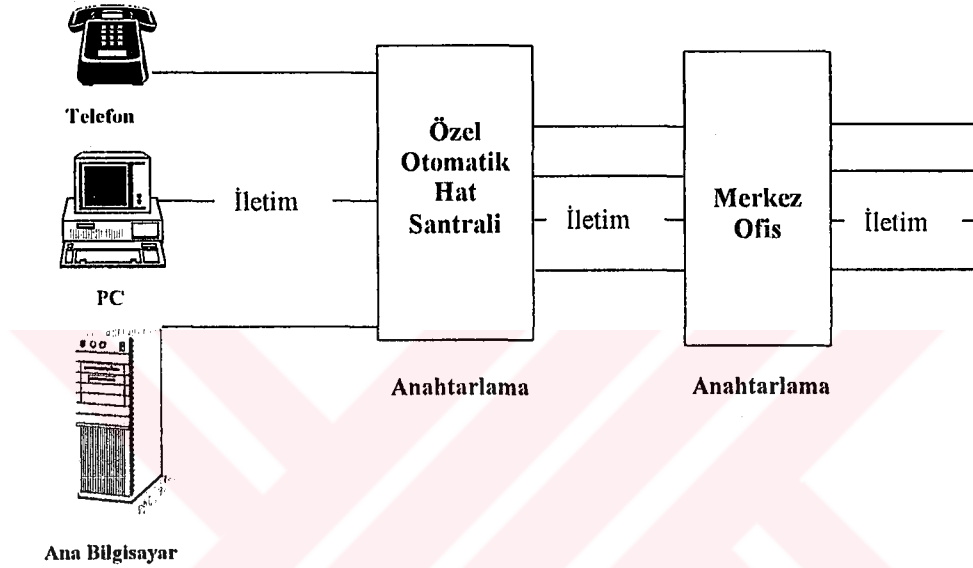 Telefon
Özel
Otomatik
Hat
Santrali
İletim
İletim
Merkez
Ofis
İletim
PC
Anahtarlama
Anahtarlama
Ana Bilgisayar